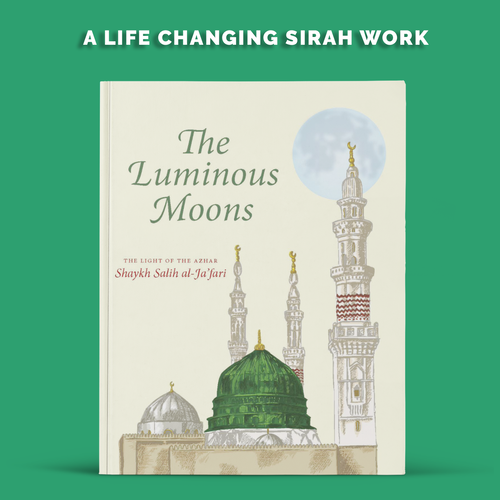 A LIFE CHANGING SIRAH WORK
The
Luminous
Moons
THE LIGHT OF THE AZHAR
Shaykh Salih al-Ja'fari